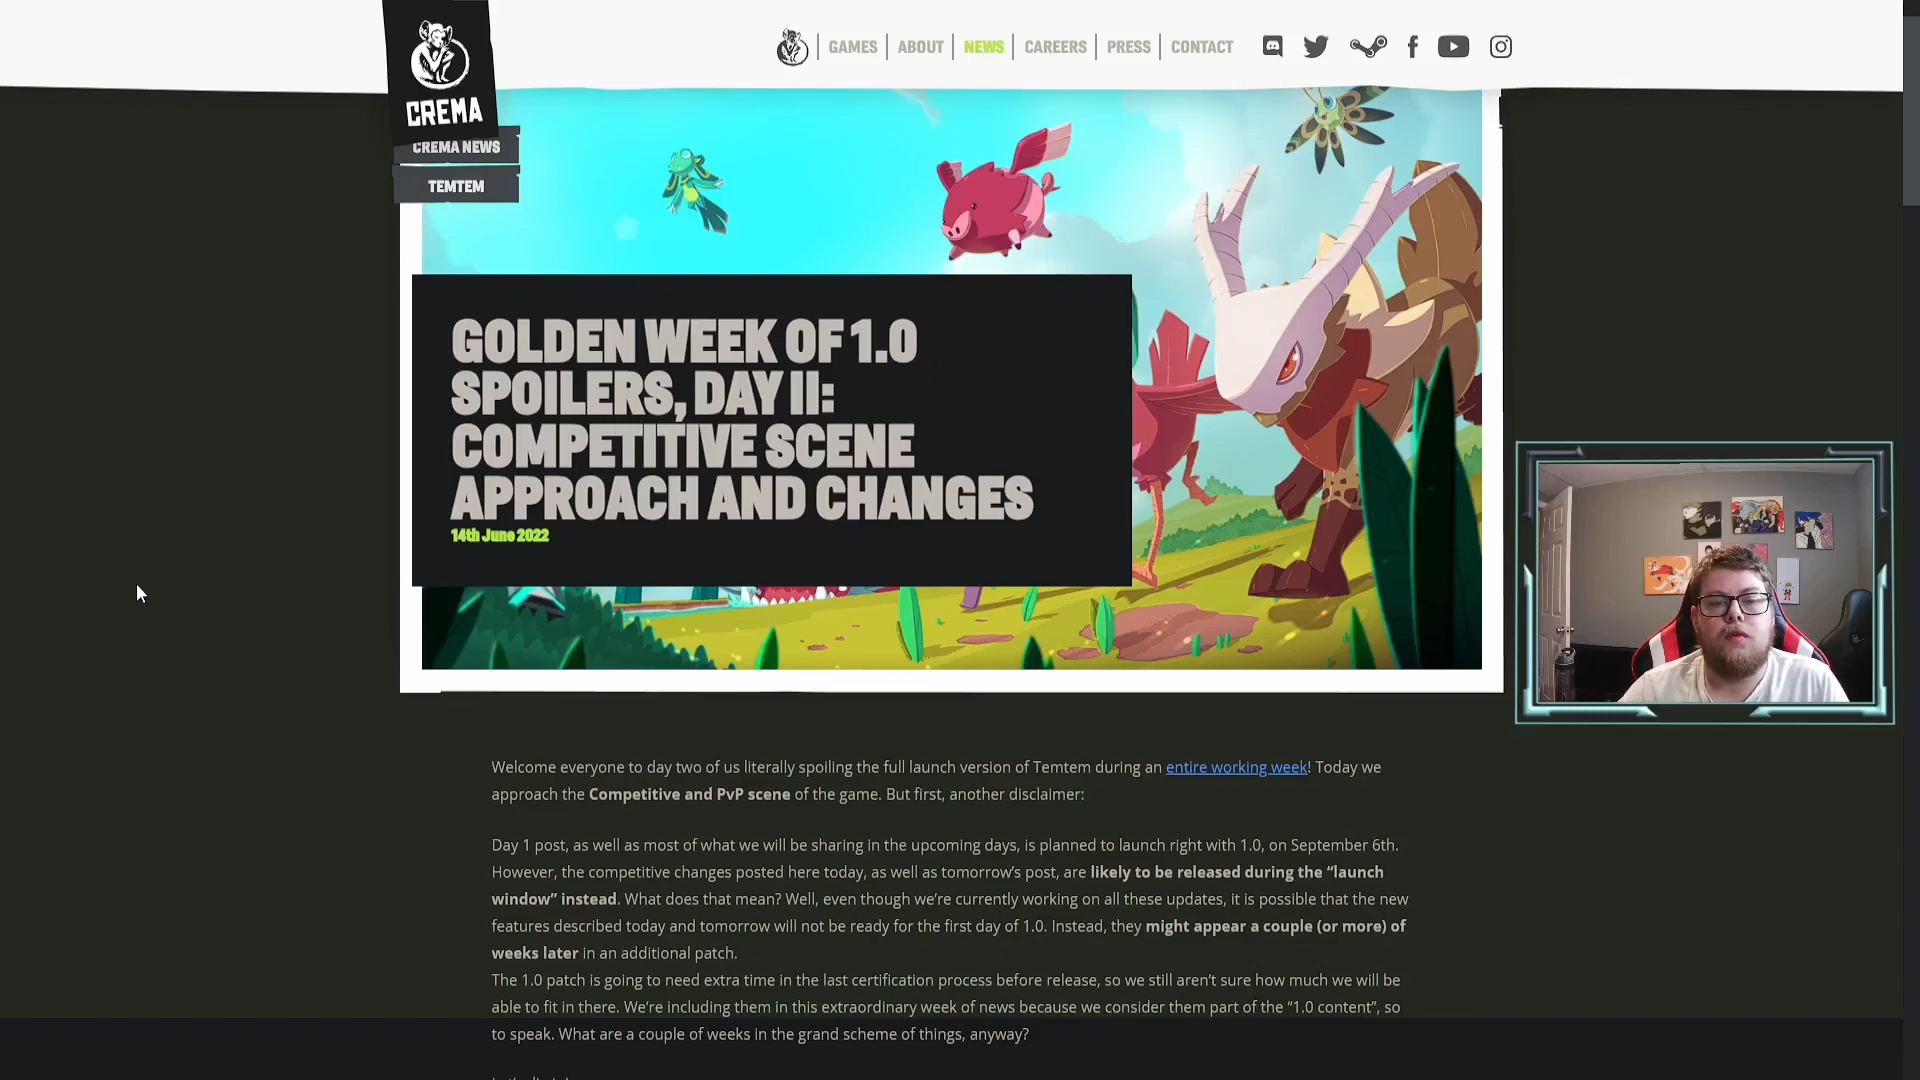 CREMA
GAMES
ABOUT
NEWS
CAREERS
PRESS
CONTACT
CREMA NEWS
TEMTEM
GOLDEN WEEK OF 1.0
SPOILERS, DAY II:
COMPETITIVE SCENE
APPROACH AND CHANGES
14th June 2022
Welcome everyone to day two of us literally spoiling the full launch version of Temtem during an entire working week! Today we
approach the Competitive and PvP scene of the game. But first, another disclaimer:
Day 1 post, as well as most of what we will be sharing in the upcoming days, is planned to launch right with 1.0, on September 6th.
However, the competitive changes posted here today, as well as tomorrow’s post, are likely to be released during the “launch
window” instead. What does that mean? Well, even though we’re currently working on all these updates, it is possible that the new
features described today and tomorrow will not be ready for the first day of 1.0. Instead, they might appear a couple (or more) of
weeks later in an additional patch.
The 1.0 patch is going to need extra time in the last certification process before release, so we still aren’t sure how much we will be
able to fit in there. We’re including them in this extraordinary week of news because we consider them part of the “1.0 content”, so
to speak. What are a couple of weeks in the grand scheme of things, anyway?